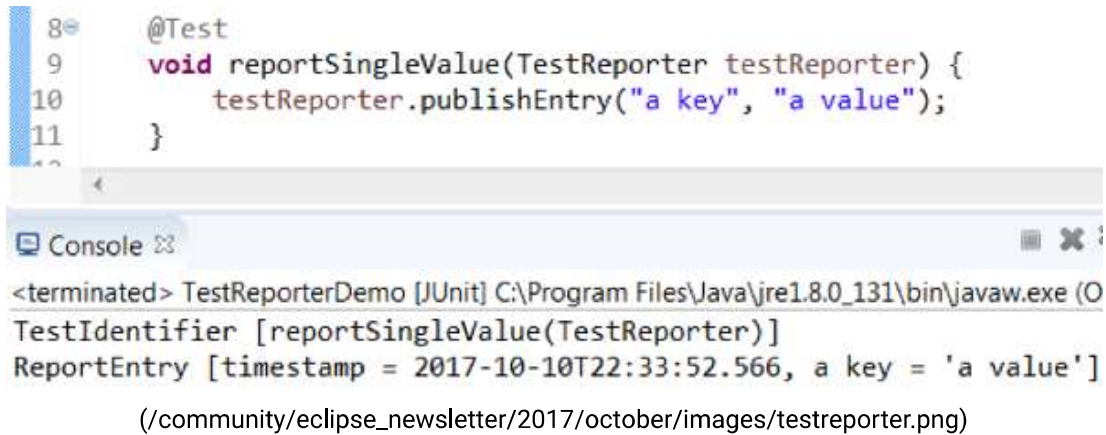 8 @Test
9 void reportSingleValue(TestReporter testReporter) {
10 testReporter.publishEntry("a key", "a value");
11 }
Console
<terminated> TestReporterDemo [JUnit] C:\Program Files\Java\jre1.8.0_131\bin\javaw.exe (O
TestIdentifier [reportSingleValue(TestReporter)]
ReportEntry [timestamp = 2017-10-10T22:33:52.566, a key = 'a value']
(/community/eclipse_newsletter/2017/october/images/testreporter.png)